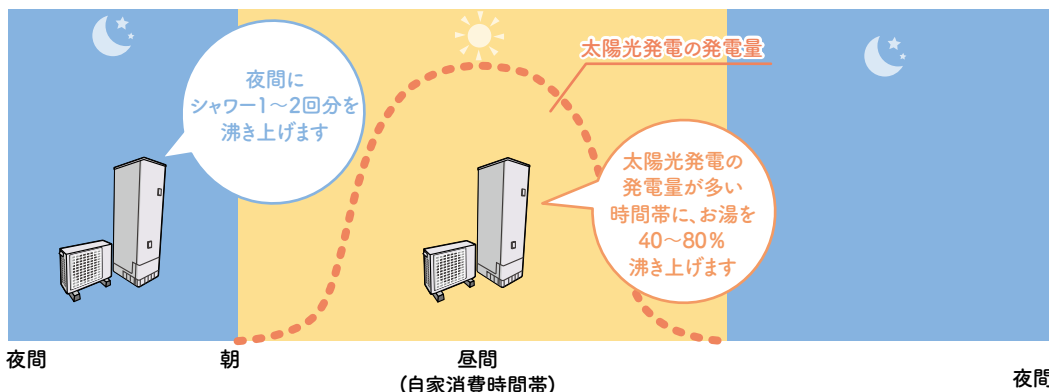 太陽光発電の発電量
夜間に
シャワー1〜2回分を
沸き上げます
太陽光発電の
発電量が多い
時間帯に、お湯を
40〜80%
沸き上げます
夜間
朝
昼間
(自家消費時間帯)
夜間